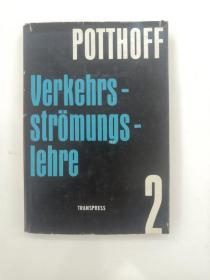 POTTHOFF
Verkehrs-
strömungs-
lehre
2
TRANSPRESS